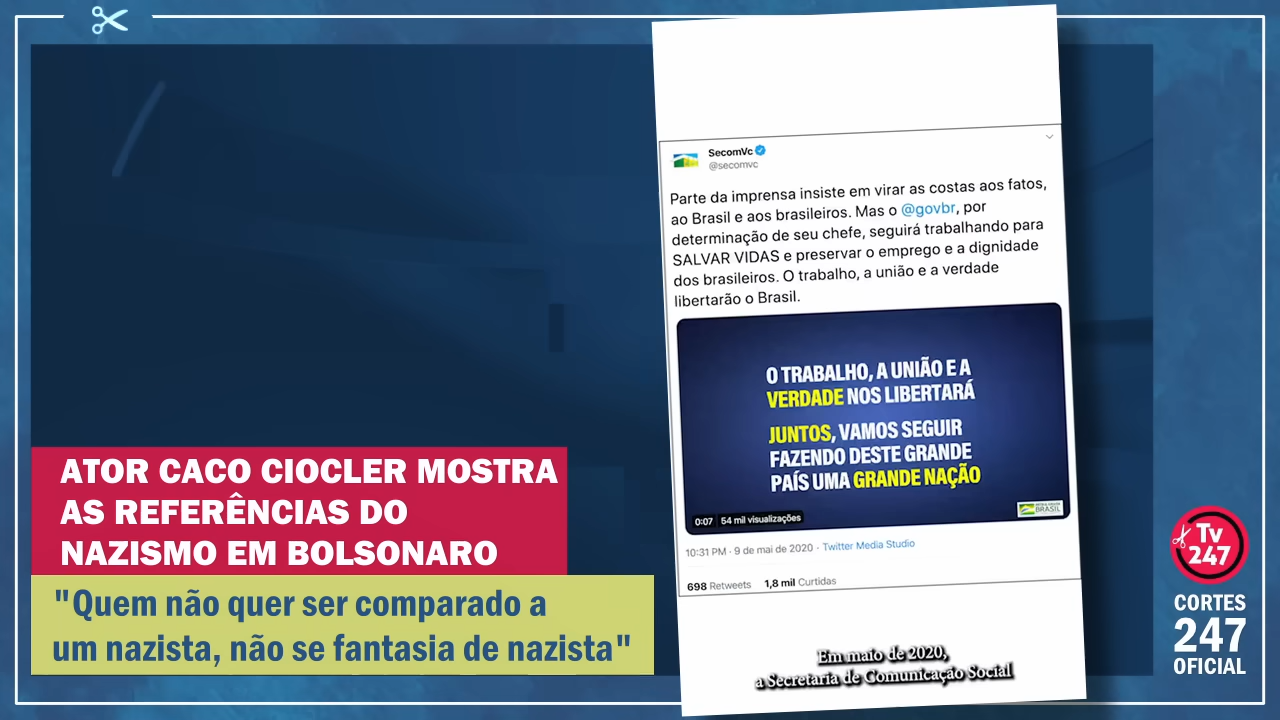 SecomVc
@secomvc
Parte da imprensa insiste em virar as costas aos fatos,
ao Brasil e aos brasileiros. Mas o @govbr, por
determinação de seu chefe, seguirá trabalhando para
SALVAR VIDAS e preservar o emprego e a dignidade
dos brasileiros. O trabalho, a união e a verdade
libertarão o Brasil.
O TRABALHO, A UNIÃO E A
VERDADE NOS LIBERTARÁ
JUNTOS, VAMOS SEGUIR
FAZENDO DESTE GRANDE
PAÍS UMA GRANDE NAÇÃO
0:07 54 mil visualizações
BRASIL
10:31 PM · 9 de mai de 2020 · Twitter Media Studio
698 Retweets 1,8 mil Curtidas
Em maio de 2020,
a Secretaria de Comunicação Social
ATOR CACO CIOCLER MOSTRA
AS REFERÊNCIAS DO
NAZISMO EM BOLSONARO
"Quem não quer ser comparado a
um nazista, não se fantasia de nazista"
Tv
247
CORTES
247
OFICIAL